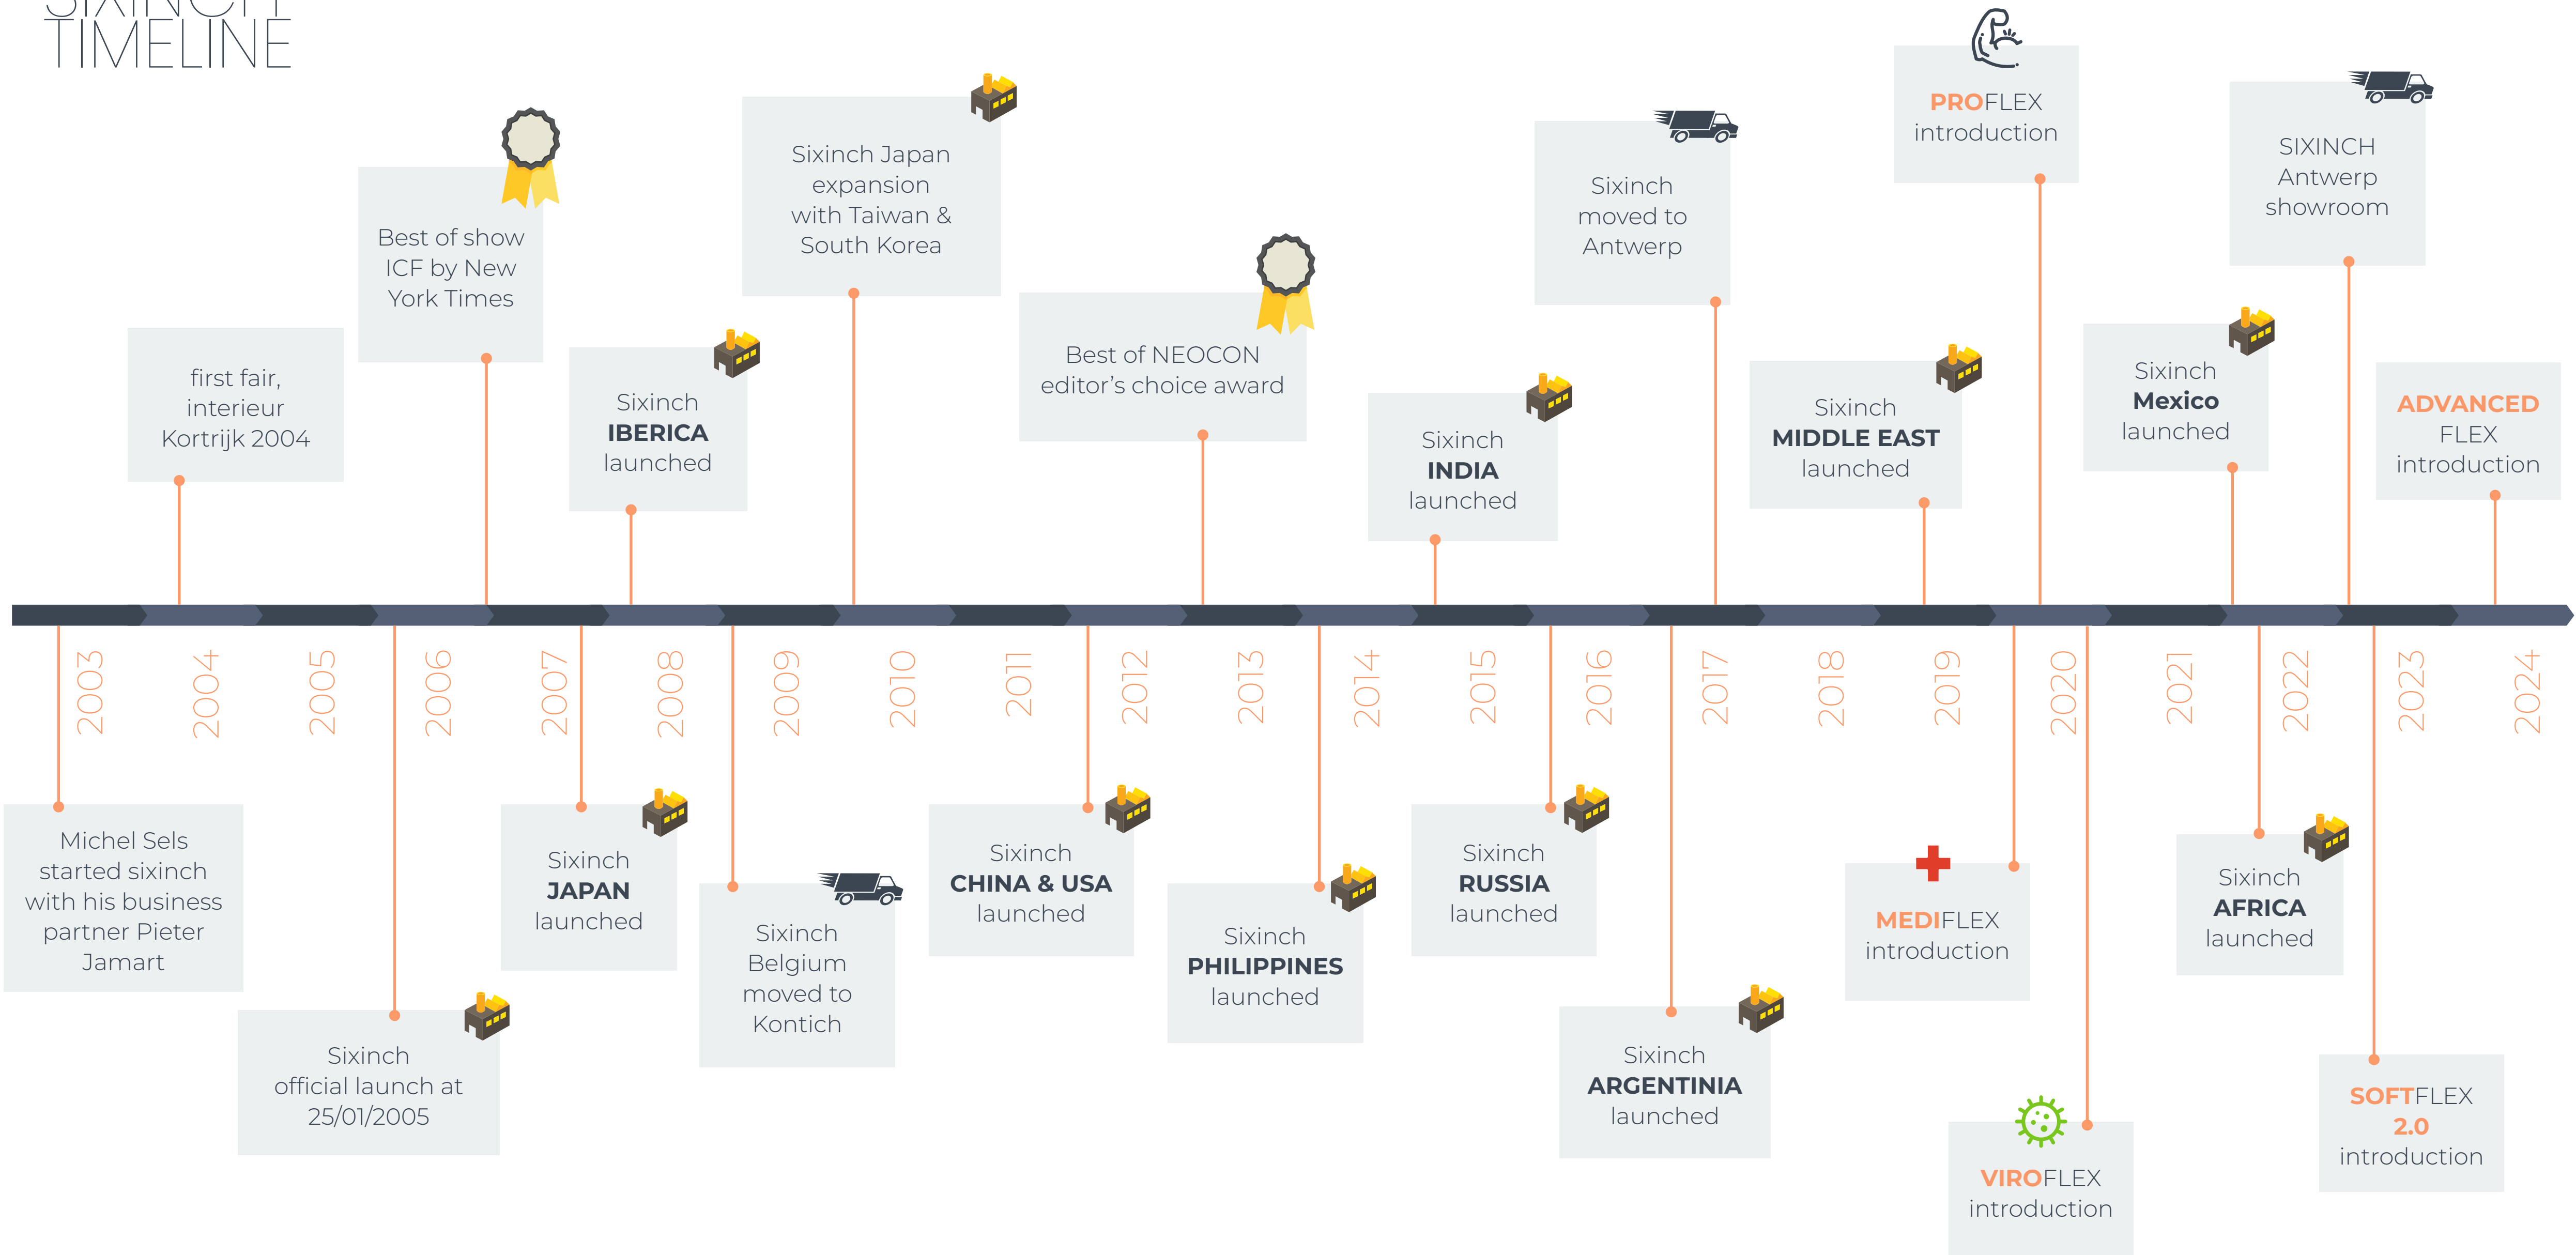 SIXINCH
TIMELINE
first fair,
interieur
Kortrijk 2004
Best of show
ICF by New
York Times
Sixinch
IBERICA
launched
Sixinch Japan
expansion
with Taiwan &
South Korea
Best of NEOCON
editor’s choice award
Sixinch
INDIA
launched
Sixinch
moved to
Antwerp
Sixinch
MIDDLE EAST
launched
PROFLEX
introduction
Sixinch
Mexico
launched
SIXINCH
Antwerp
showroom
ADVANCED
FLEX
introduction
2003
2004
2005
2006
2007
2008
2009
2010
2011
2012
2013
2014
2015
2016
2017
2018
2019
2020
2021
2022
2023
2024
Michel Sels
started sixinch
with his business
partner Pieter
Jamart
Sixinch
official launch at
25/01/2005
Sixinch
JAPAN
launched
Sixinch
Belgium
moved to
Kontich
Sixinch
CHINA & USA
launched
Sixinch
PHILIPPINES
launched
Sixinch
RUSSIA
launched
Sixinch
ARGENTINIA
launched
MEDIFLEX
introduction
VIROFLEX
introduction
Sixinch
AFRICA
launched
SOFTFLEX
2.0
introduction